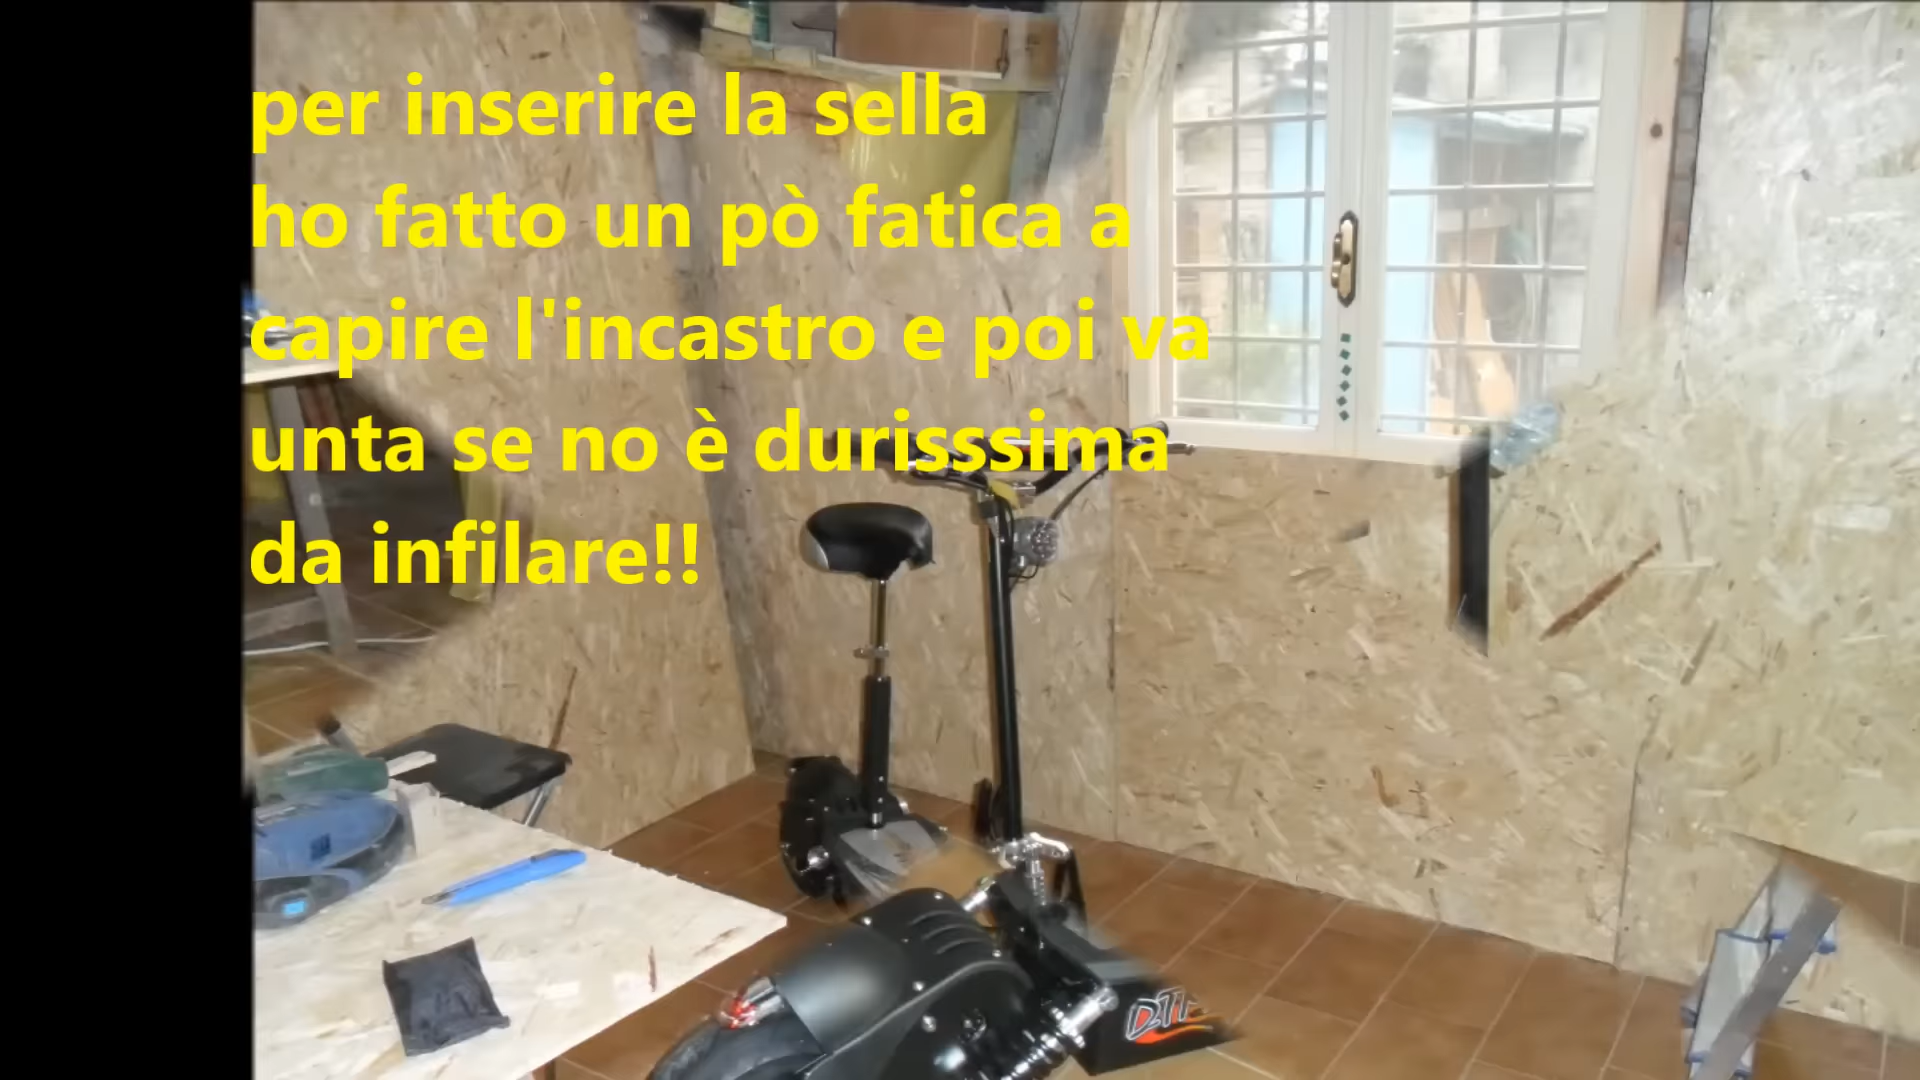 per inserire la sella
ho fatto un pò fatica a
capire l'incastro e poi va
unta se no è durisssima
da infilare!!